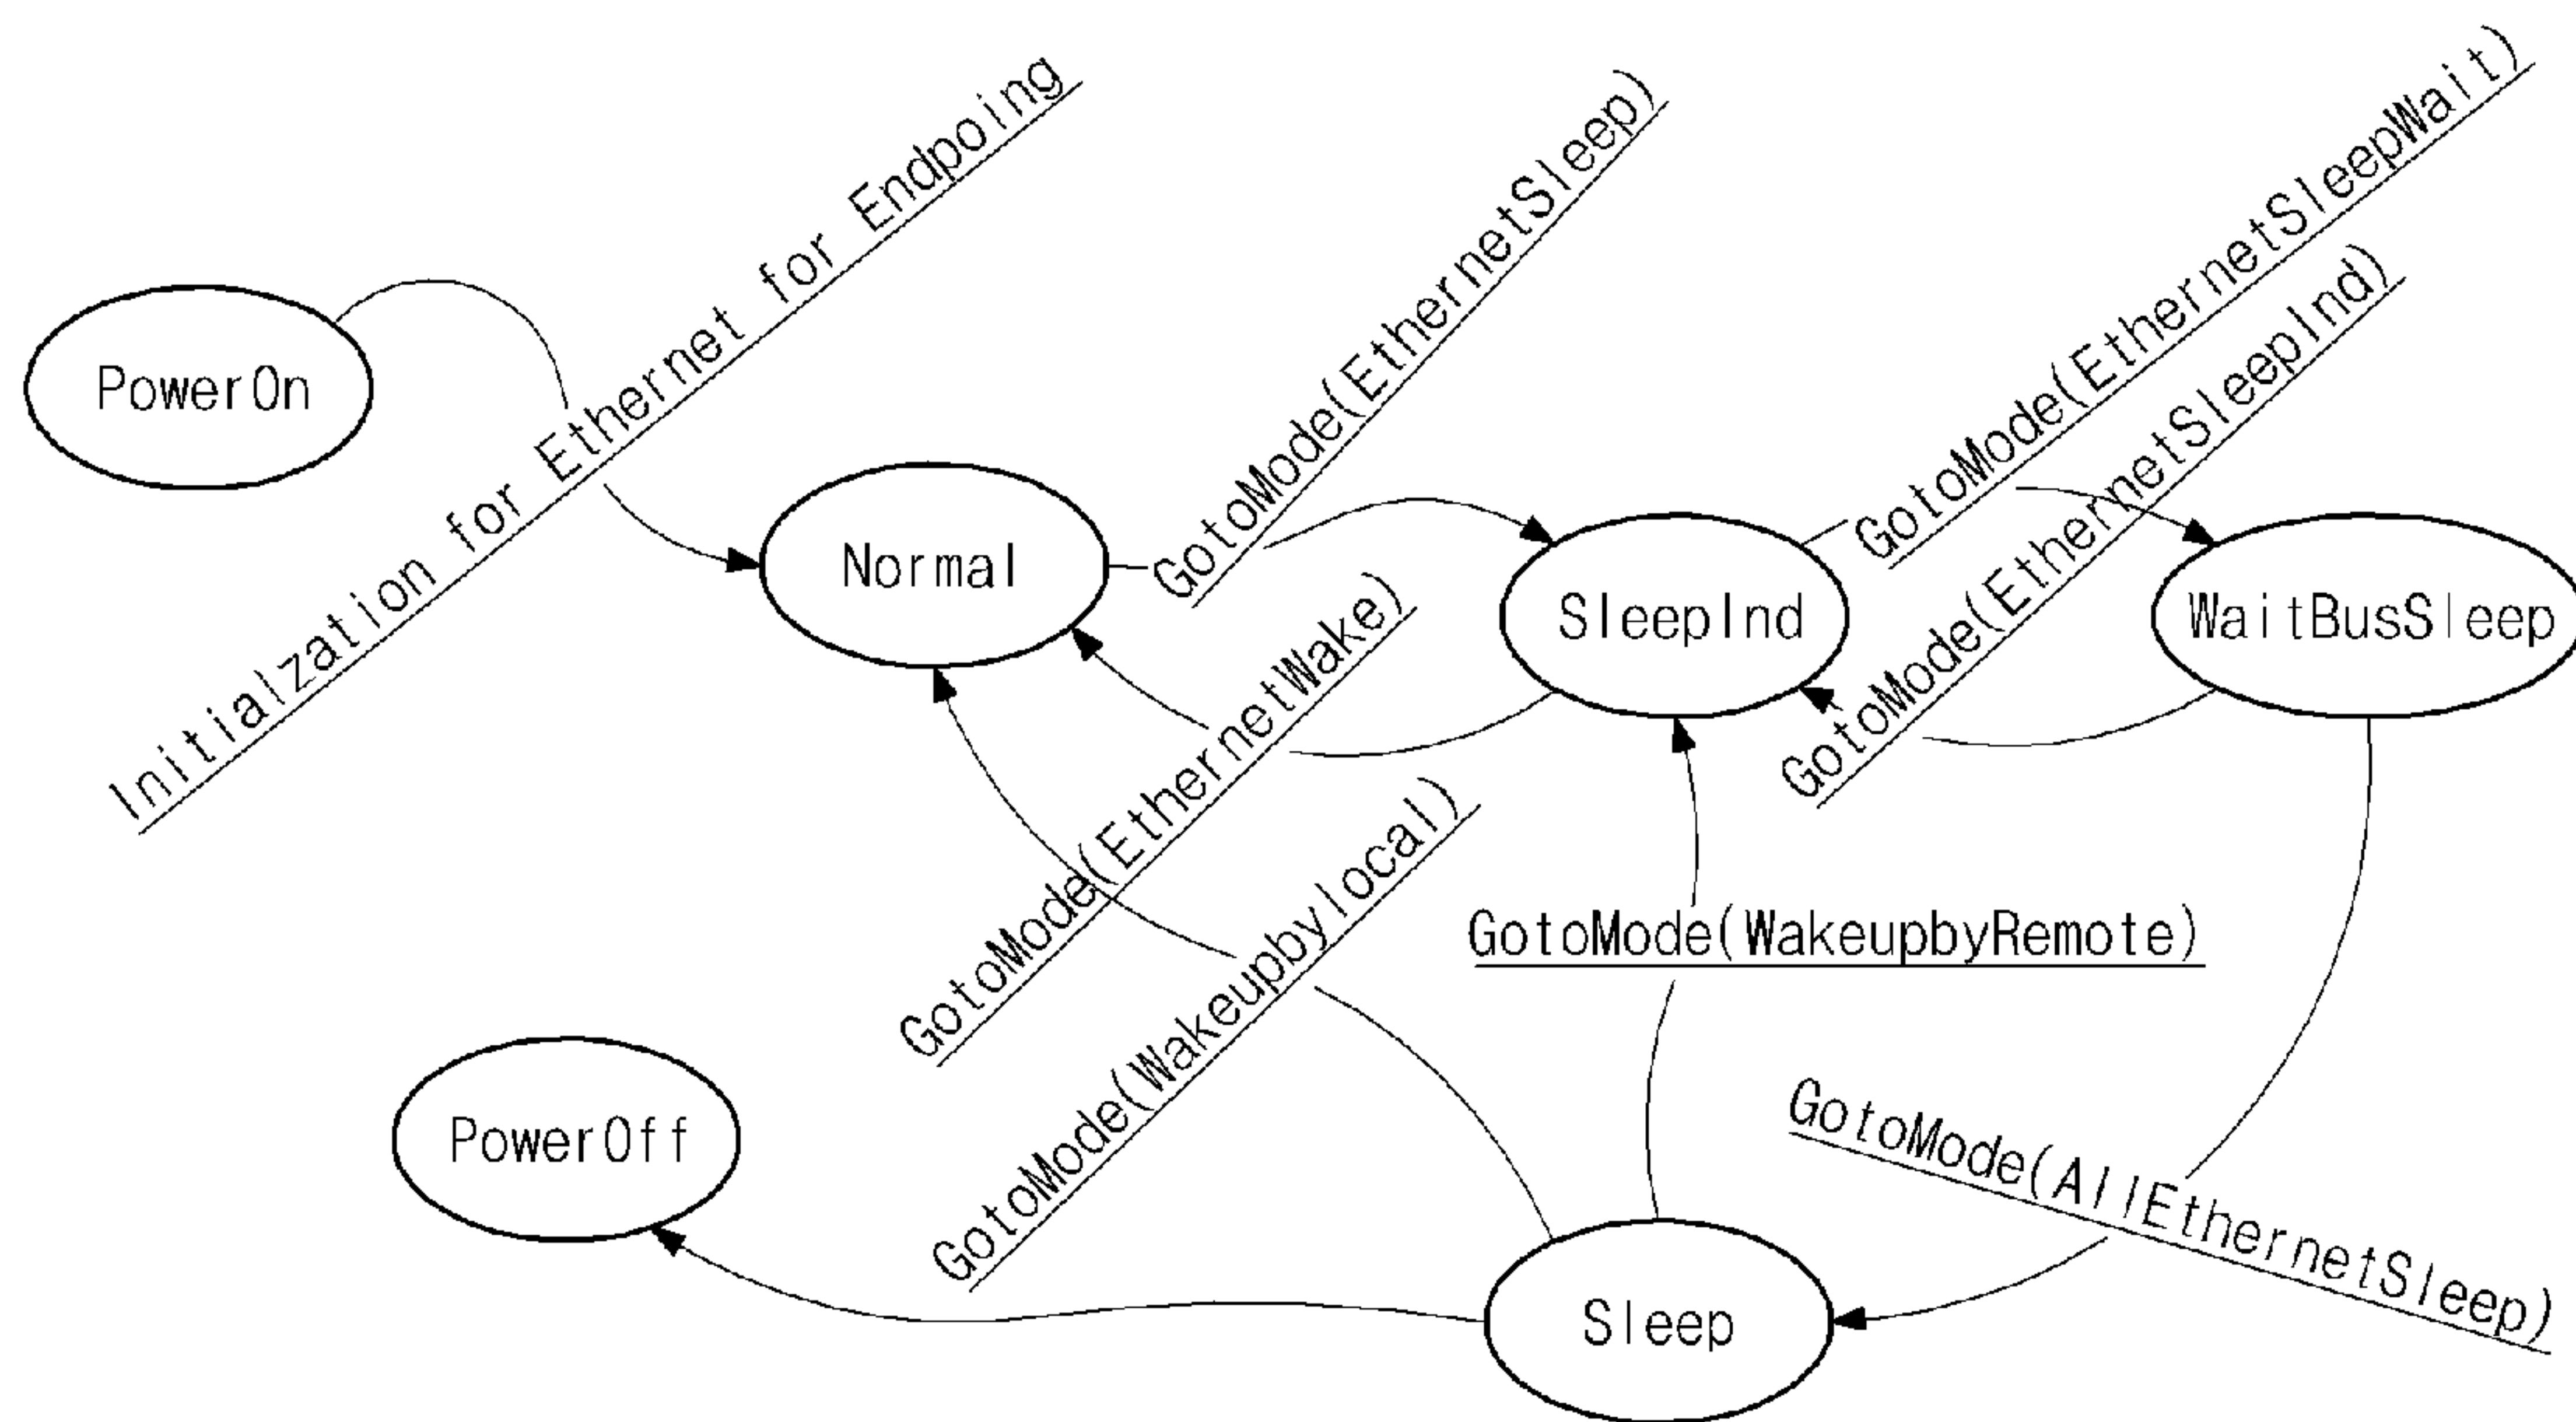 Initialzation for Ethernet for Endpoing
GotoMode(EthernetSleep)
GotoMode(EthernetSleepWait)
GotoMode(EthernetSleepInd)
PowerOn
Normal
SleepInd
WaitBusSleep
GotoMode(EthernetWake)
GotoMode(Wakeupbylocal)
GotoMode(WakeupbyRemote)
PowerOff
GotoMode(AllEthernetSleep)
Sleep